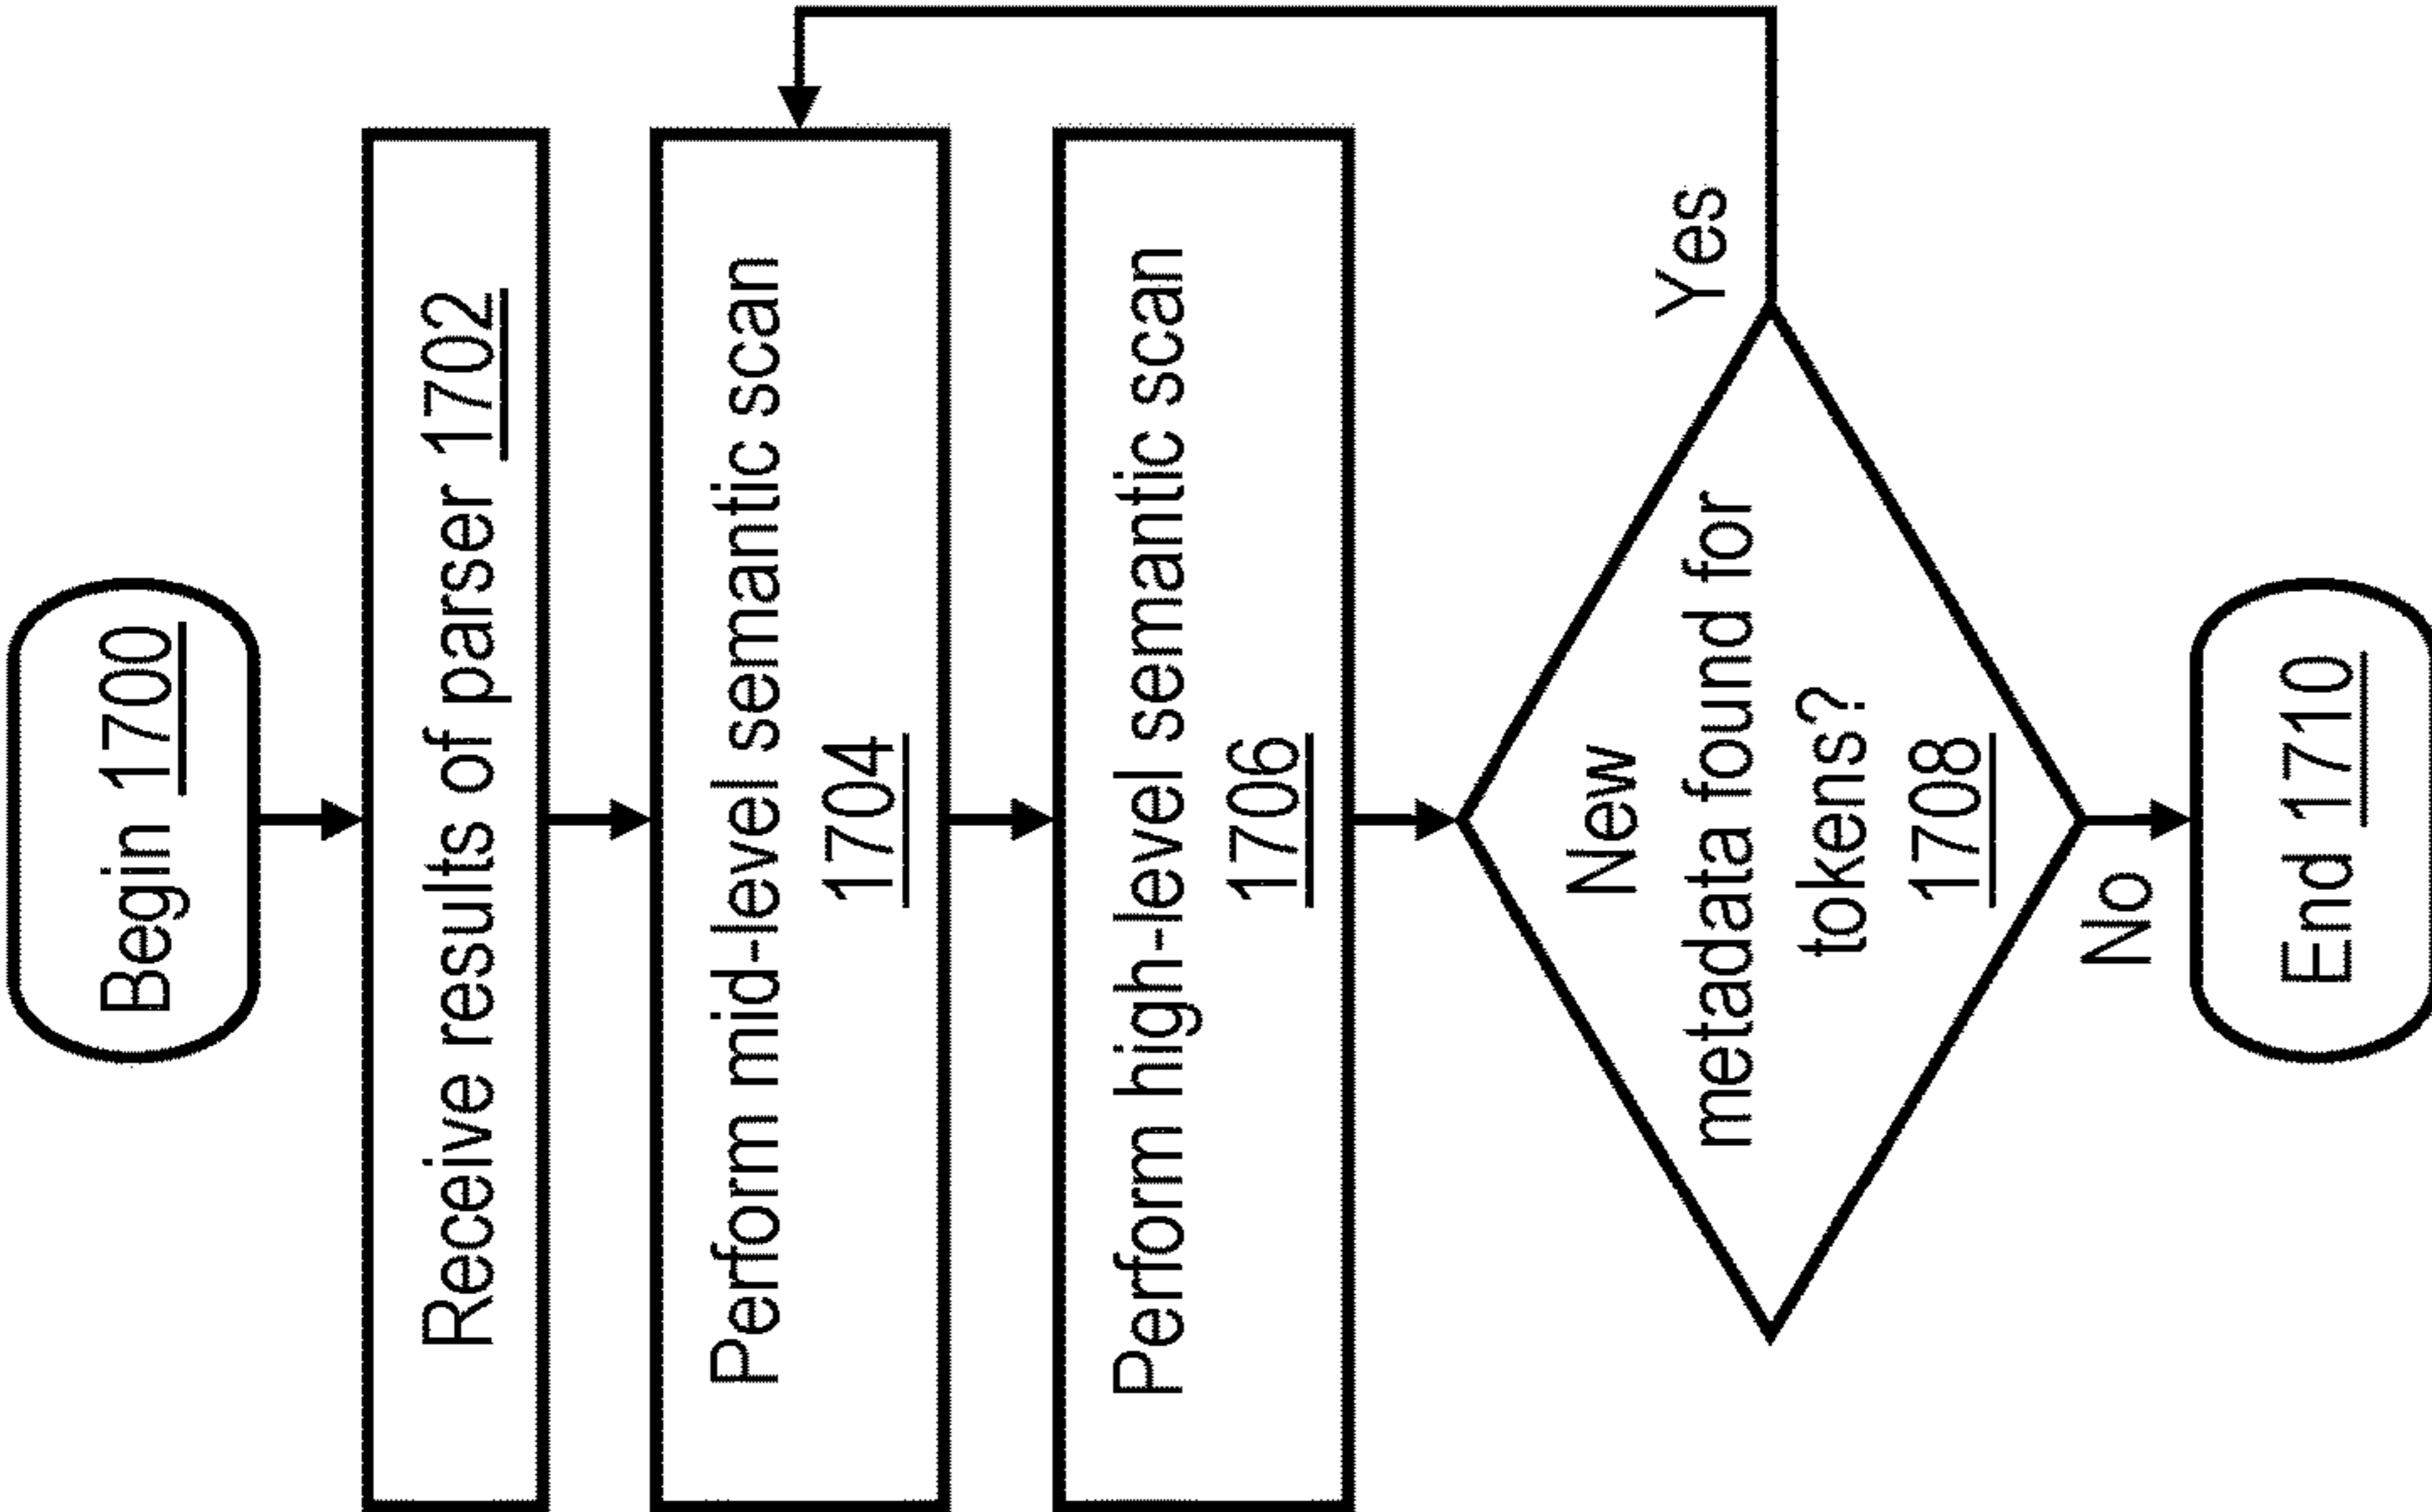 Begin 1700
Receive results of parser 1702
Perform mid-level semantic scan
1704
Perform high-level semantic scan
1706
New
metadata found for
tokens?
1708
Yes
No
End 1710